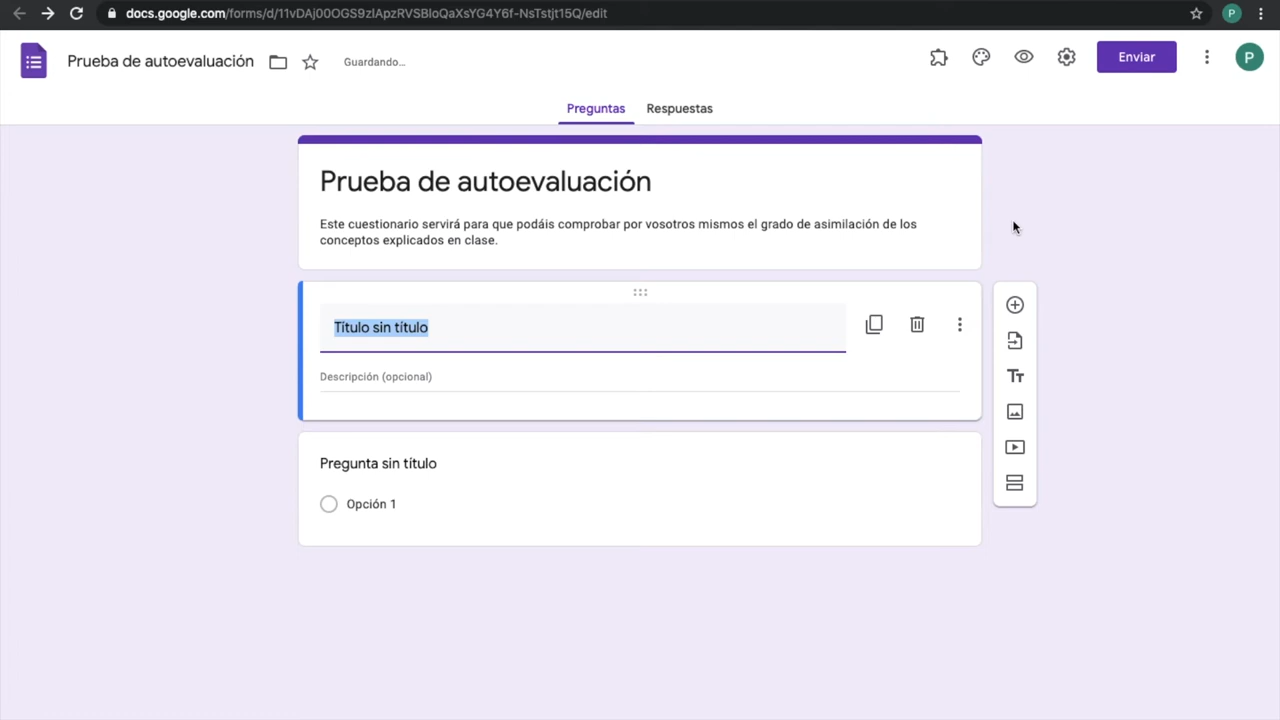 docs.google.com/forms/d/11vDAj00OGS9zIApzRVSBloQaXsYG4Y6f-NsTstjt15Q/edit
P
Prueba de autoevaluación
Guardando...
Enviar
P
Preguntas
Respuestas
Prueba de autoevaluación
Este cuestionario servirá para que podáis comprobar por vosotros mismos el grado de asimilación de los
conceptos explicados en clase.
Título sin título
Descripción (opcional)
Tт
Pregunta sin título
Opción 1